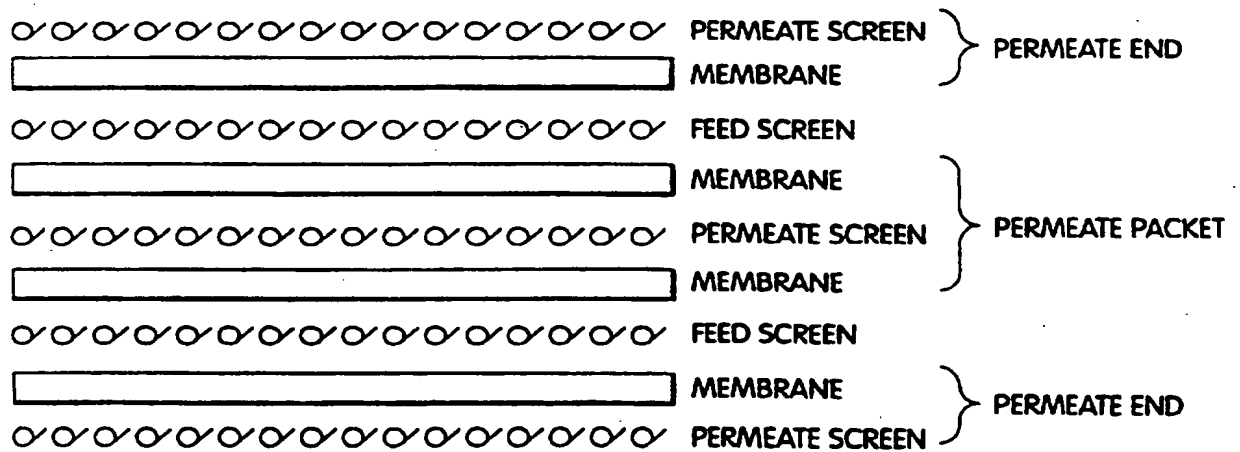 PERMEATE SCREEN
PERMEATE END
MEMBRANE
FEED SCREEN
MEMBRANE
PERMEATE SCREEN
PERMEATE PACKET
MEMBRANE
FEED SCREEN
MEMBRANE
PERMEATE END
PERMEATE SCREEN